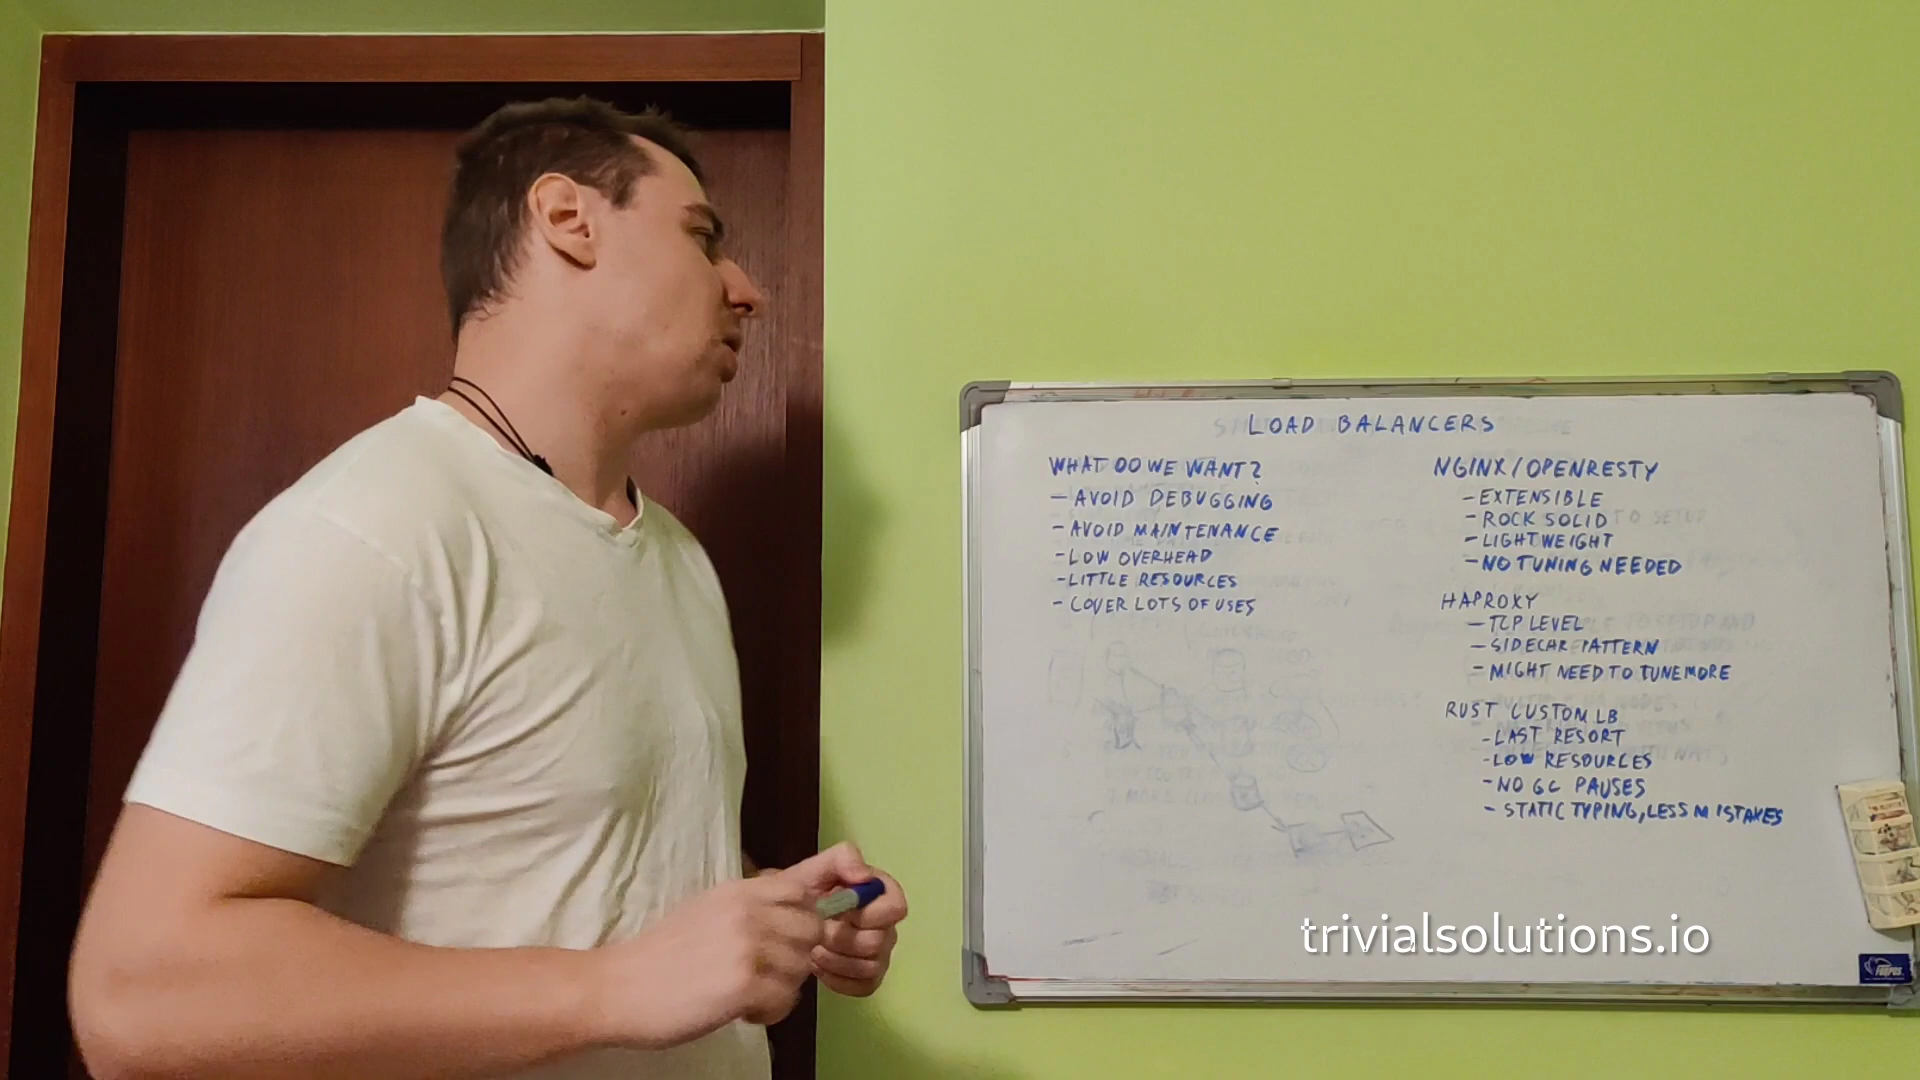 LOAD BALANCERS
WHAT DO WE WANT?
- AVOID DEBUGGING
- AVOID MAINTENANCE
- LOW OVERHEAD
- LITTLE RESOURCES
- COVER LOTS OF USES
NGINX/OPENRESTY
- EXTENSIBLE
- ROCK SOLID
- LIGHTWEIGHT
- NO TUNING NEEDED
HAPROXY
- TCP LEVEL
- SIDECAR PATTERN
- MIGHT NEED TO TUNE MORE
RUST CUSTOM LB
- LAST RESORT
- LOW RESOURCES
- NO GC PAUSES
- STATIC TYPING, LESS MISTAKES
trivialsolutions.io